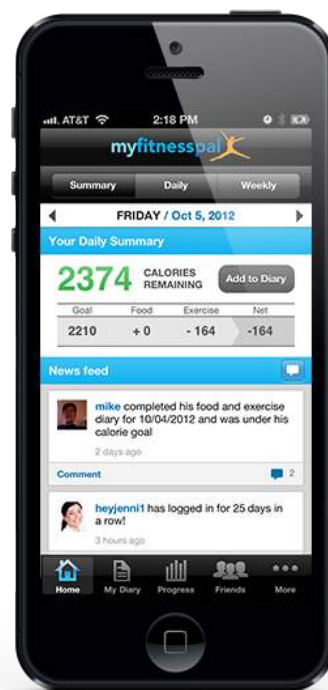 AT&T 2:18 PM
myfitnesspal
Summary Daily Weekly
FRIDAY / Oct 5, 2012
Your Daily Summary
2374 CALORIES REMAINING Add to Diary
Goal Food Exercise Net
2210 + 0 - 164 -164
News feed
mike completed his food and exercise
diary for 10/04/2012 and was under his
calorie goal
2 days ago
Comment 2
heyjenni1 has logged in for 25 days in
a row!
3 hours ago
Home My Diary Progress Friends More